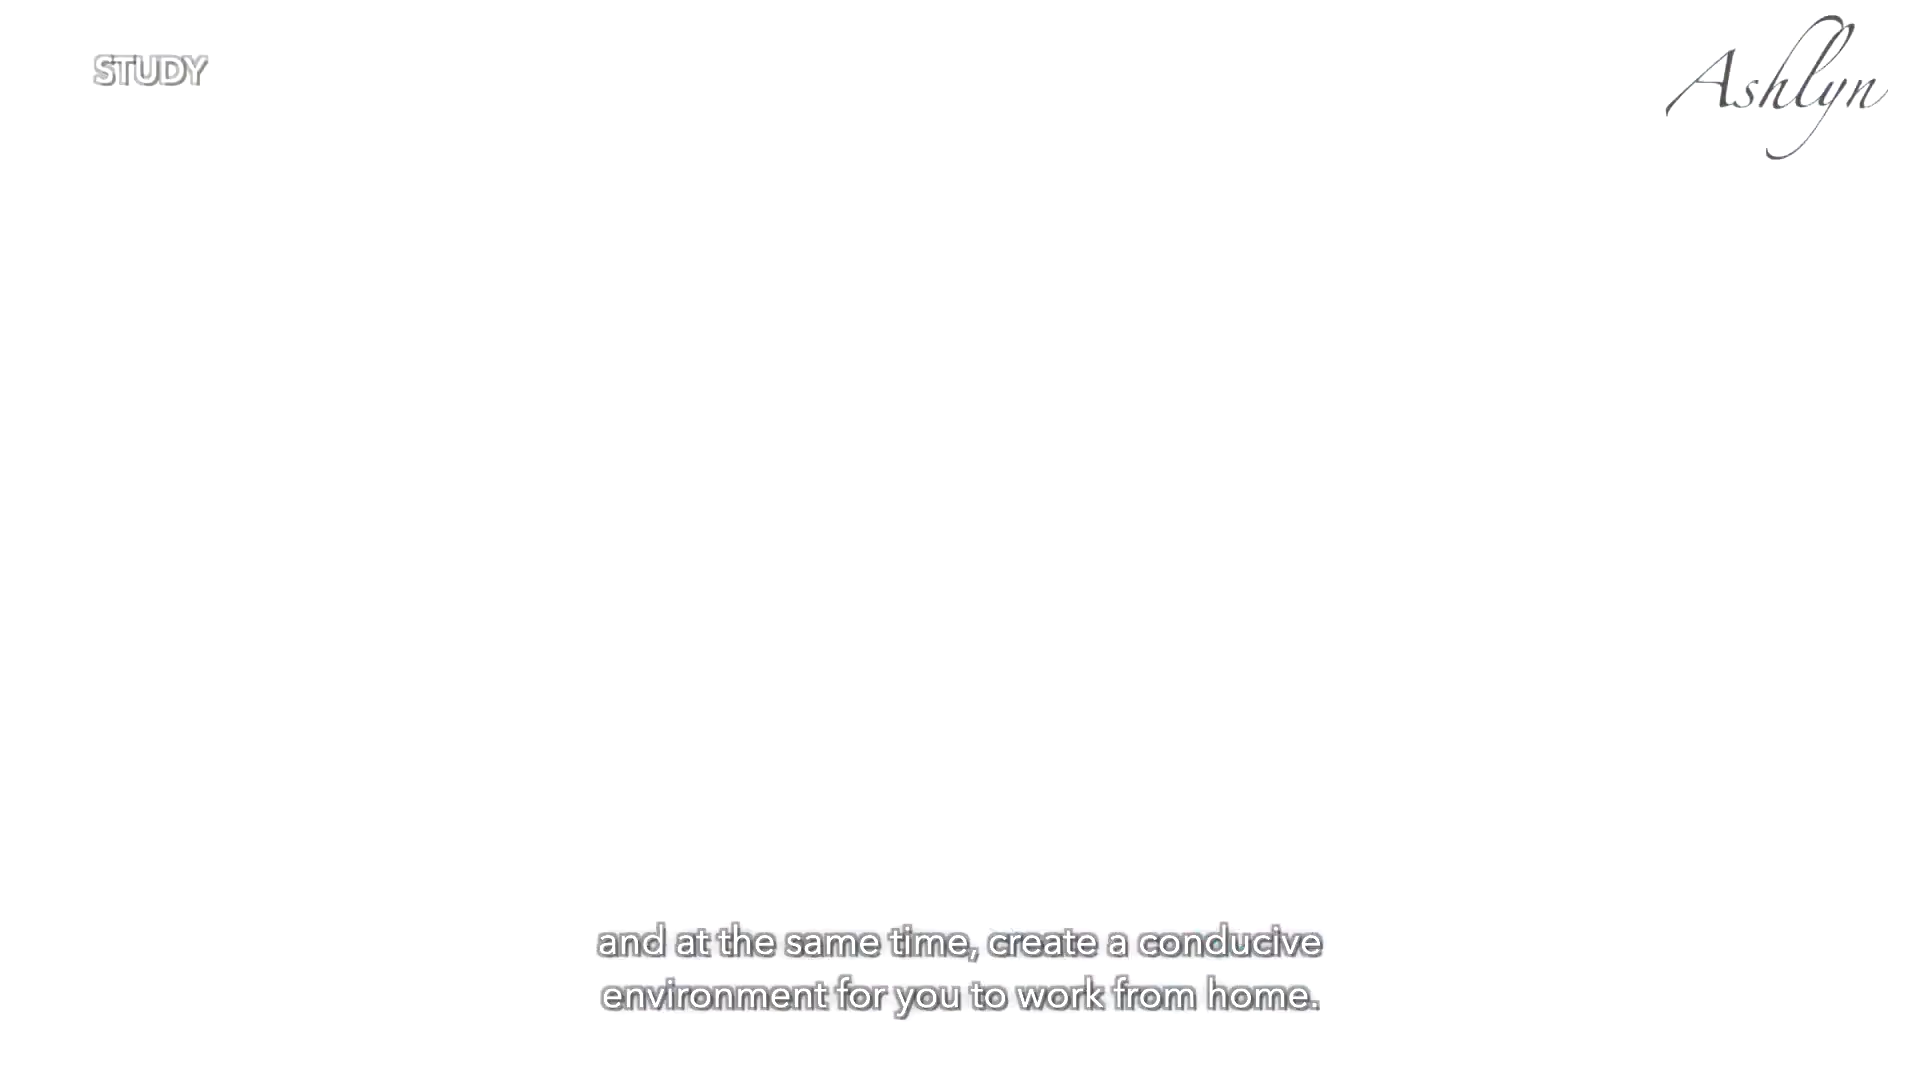 STUDY
Ashlyn
and at the same time, create a conducive
environment for you to work from home.